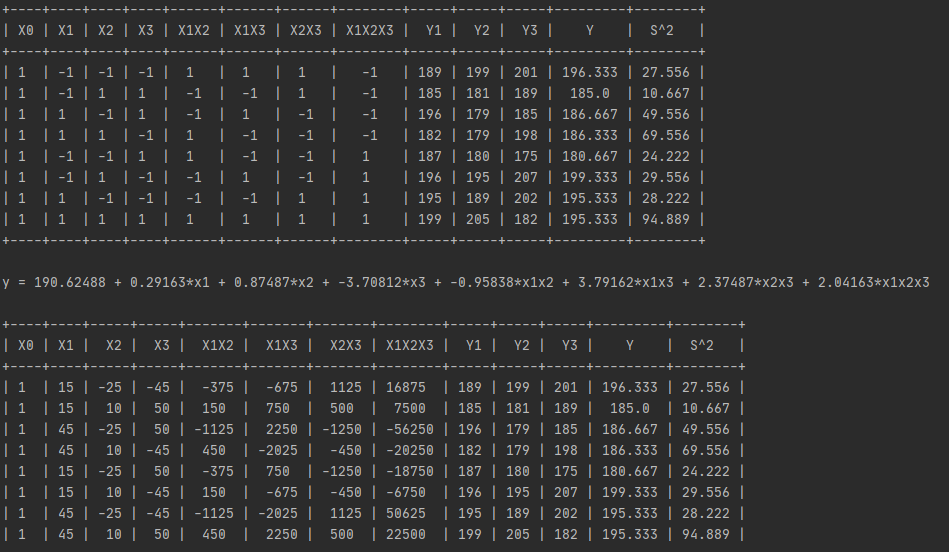 +----+----+----+----+------+------+------+--------+-----+-----+-----+---------+--------+
| X0 | X1 | X2 | X3 | X1X2 | X1X3 | X2X3 | X1X2X3 | Y1 | Y2 | Y3 | Y | S^2 |
+----+----+----+----+------+------+------+--------+-----+-----+-----+---------+--------+
| 1 | -1 | -1 | -1 | 1 | 1 | 1 | -1 | 189 | 199 | 201 | 196.333 | 27.556 |
| 1 | -1 | 1 | 1 | -1 | -1 | 1 | -1 | 185 | 181 | 189 | 185.0 | 10.667 |
| 1 | 1 | -1 | 1 | -1 | 1 | -1 | -1 | 196 | 179 | 185 | 186.667 | 49.556 |
| 1 | 1 | 1 | -1 | 1 | -1 | -1 | -1 | 182 | 179 | 198 | 186.333 | 69.556 |
| 1 | -1 | -1 | 1 | 1 | -1 | -1 | 1 | 187 | 180 | 175 | 180.667 | 24.222 |
| 1 | -1 | 1 | -1 | -1 | 1 | -1 | 1 | 196 | 195 | 207 | 199.333 | 29.556 |
| 1 | 1 | -1 | -1 | -1 | -1 | 1 | 1 | 195 | 189 | 202 | 195.333 | 28.222 |
| 1 | 1 | 1 | 1 | 1 | 1 | 1 | 1 | 199 | 205 | 182 | 195.333 | 94.889 |
+----+----+----+----+------+------+------+--------+-----+-----+-----+---------+--------+
y = 190.62488 + 0.29163*x1 + 0.87487*x2 + -3.70812*x3 + -0.95838*x1x2 + 3.79162*x1x3 + 2.37487*x2x3 + 2.04163*x1x2x3
+----+----+-----+-----+-------+-------+-------+--------+-----+-----+-----+---------+--------+
| X0 | X1 | X2 | X3 | X1X2 | X1X3 | X2X3 | X1X2X3 | Y1 | Y2 | Y3 | Y | S^2 |
+----+----+-----+-----+-------+-------+-------+--------+-----+-----+-----+---------+--------+
| 1 | 15 | -25 | -45 | -375 | -675 | 1125 | 16875 | 189 | 199 | 201 | 196.333 | 27.556 |
| 1 | 15 | 10 | 50 | 150 | 750 | 500 | 7500 | 185 | 181 | 189 | 185.0 | 10.667 |
| 1 | 45 | -25 | 50 | -1125 | 2250 | -1250 | -56250 | 196 | 179 | 185 | 186.667 | 49.556 |
| 1 | 45 | 10 | -45 | 450 | -2025 | -450 | -20250 | 182 | 179 | 198 | 186.333 | 69.556 |
| 1 | 15 | -25 | 50 | -375 | 750 | -1250 | -18750 | 187 | 180 | 175 | 180.667 | 24.222 |
| 1 | 15 | 10 | -45 | 150 | -675 | -450 | -6750 | 196 | 195 | 207 | 199.333 | 29.556 |
| 1 | 45 | -25 | -45 | -1125 | -2025 | 1125 | 50625 | 195 | 189 | 202 | 195.333 | 28.222 |
| 1 | 45 | 10 | 50 | 450 | 2250 | 500 | 22500 | 199 | 205 | 182 | 195.333 | 94.889 |